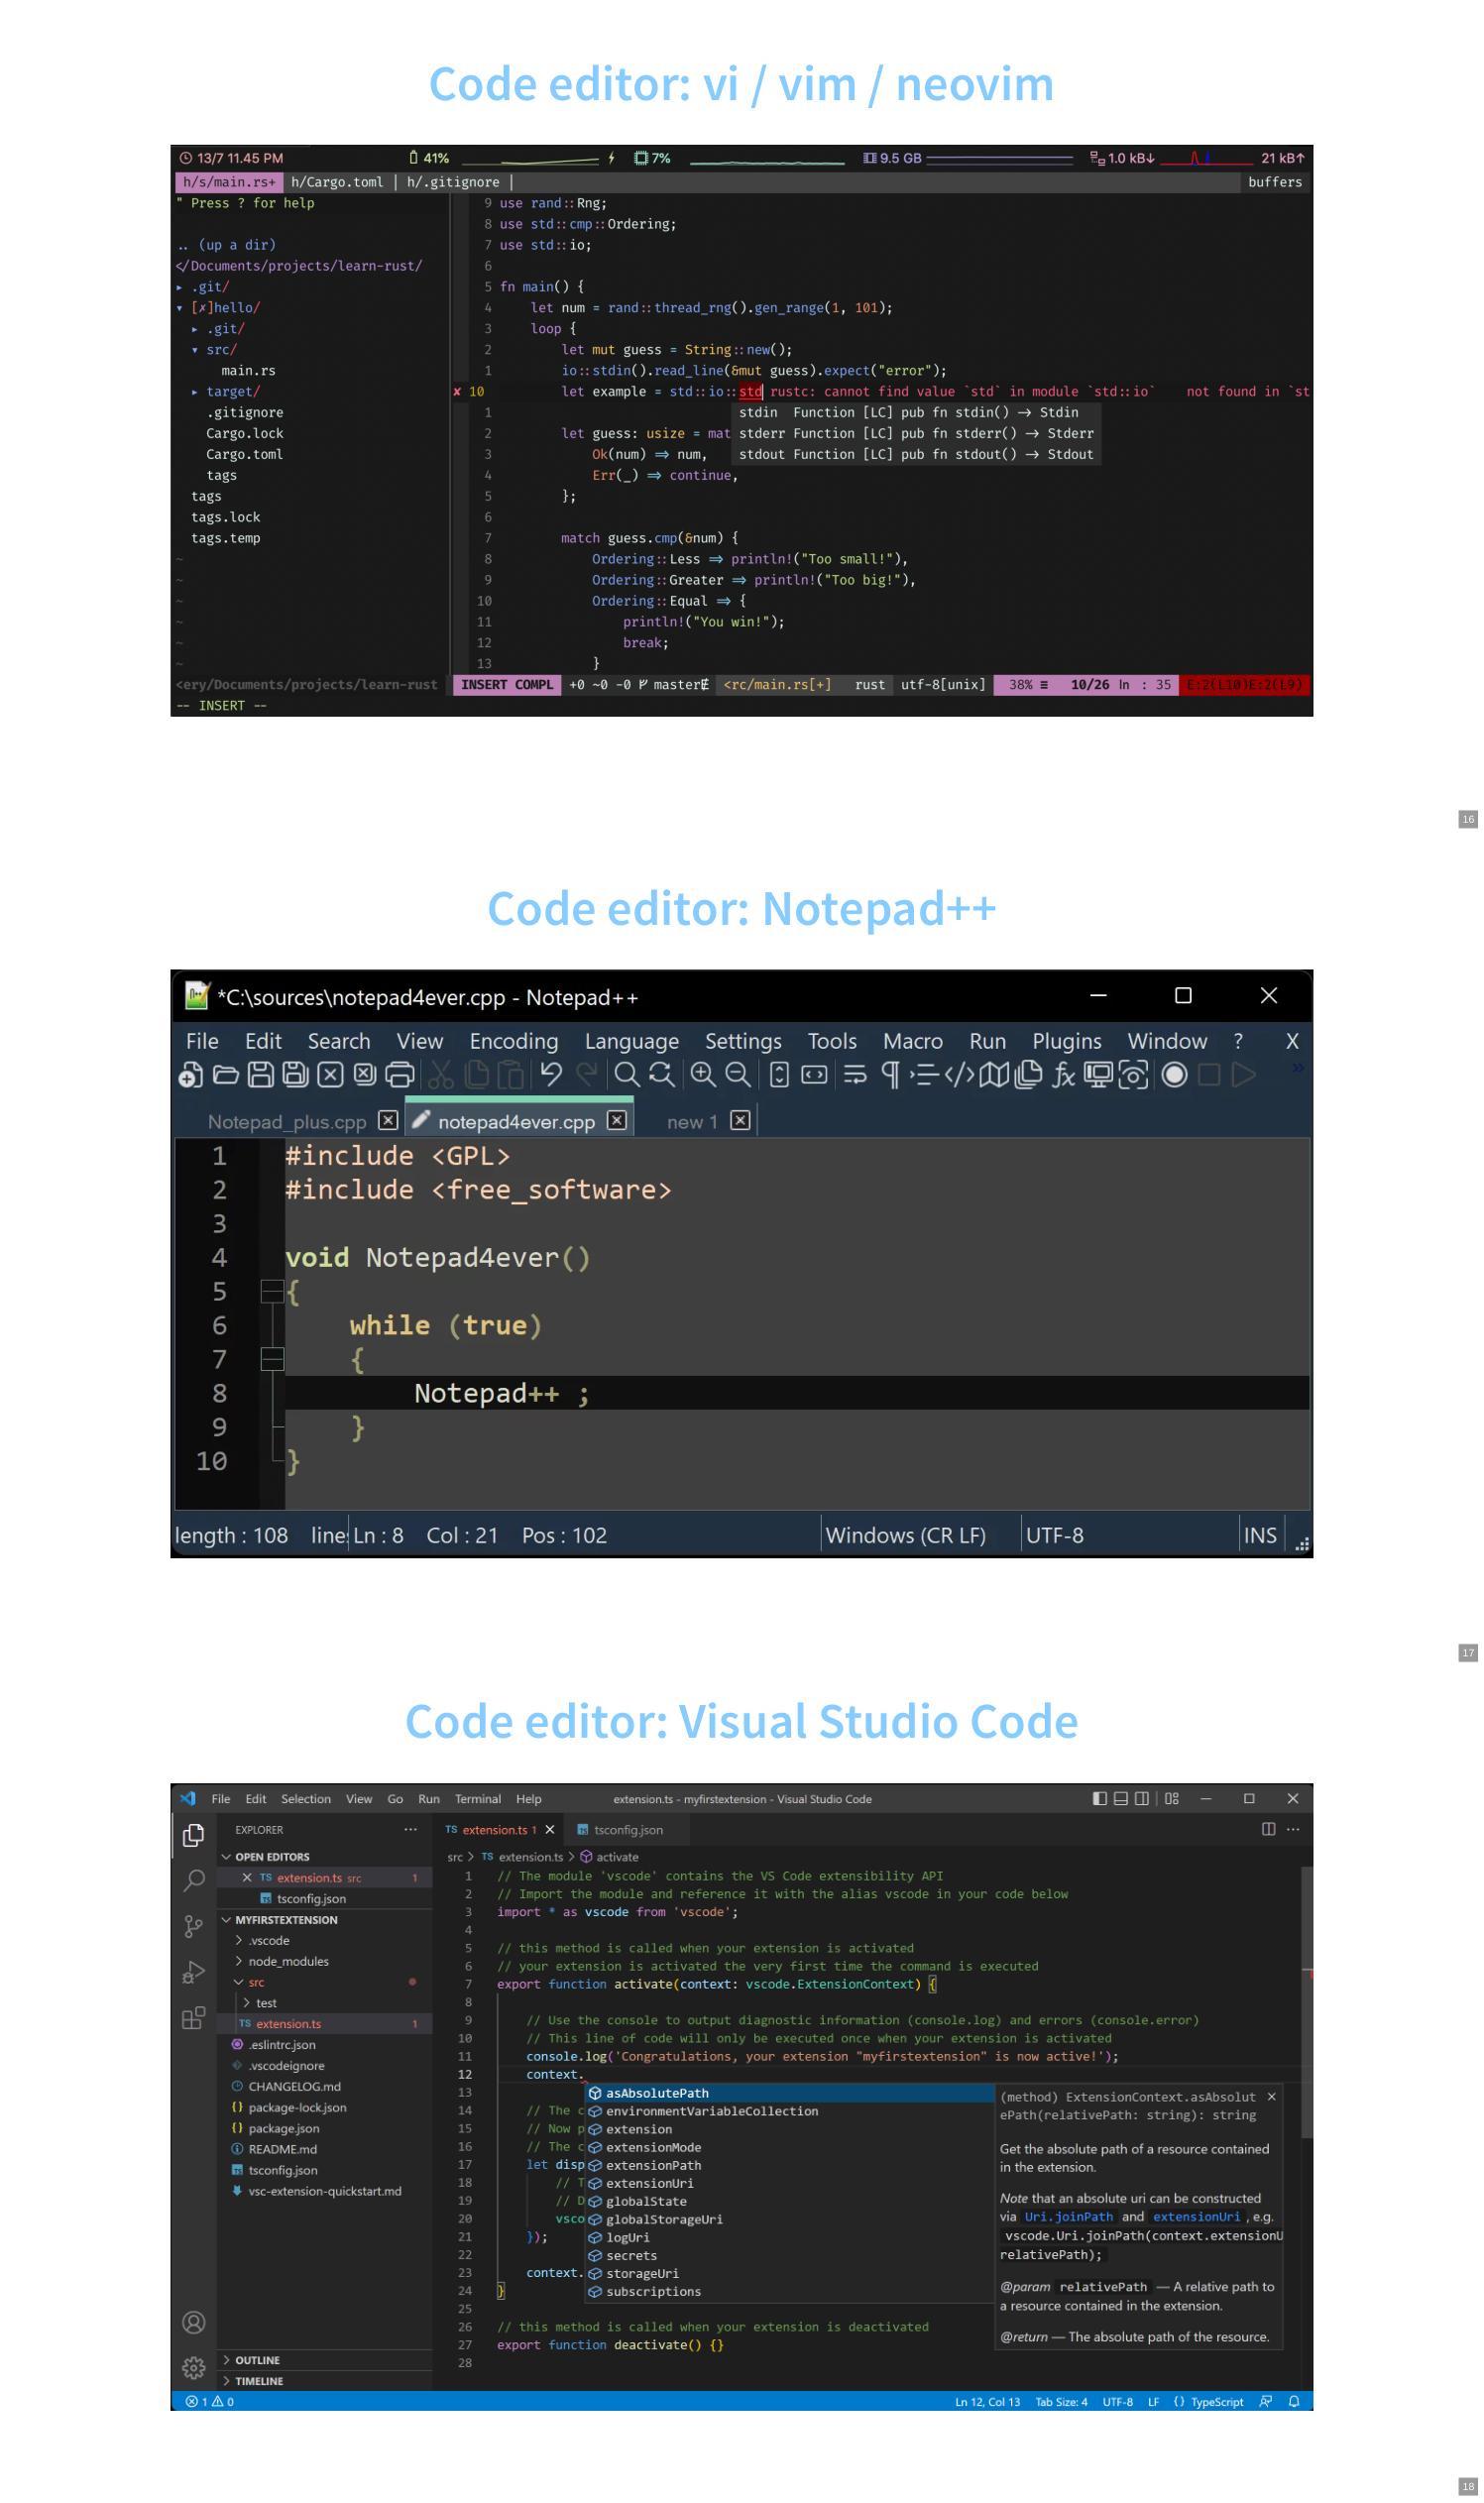 Code editor: vi / vim / neovim
13/7 11.45 PM 41% 7% 9.5 GB 1.0 kB↓ 21 kB↑
h/s/main.rs+ h/Cargo.toml | h/.gitignore | buffers
" Press ? for help
.. (up a dir)
</Documents/projects/learn-rust/
▸ .git/
▾ [✗]hello/
▸ .git/
▾ src/
main.rs
▸ target/
.gitignore
Cargo.lock
Cargo.toml
tags
tags
tags.lock
tags.temp
~
~
~
~
~
~
9 use rand::Rng;
8 use std::cmp::Ordering;
7 use std::io;
6
5 fn main() {
4 let num = rand::thread_rng().gen_range(1, 101);
3 loop {
2 let mut guess = String::new();
1 io::stdin().read_line(&mut guess).expect("error");
✘ 10 let example = std::io::std rustc: cannot find value `std` in module `std::io` not found in `st
1 stdin Function [LC] pub fn stdin() → Stdin
2 let guess: usize = mat stderr Function [LC] pub fn stderr() → Stderr
3 Ok(num) ⇒ num, stdout Function [LC] pub fn stdout() → Stdout
4 Err(_) ⇒ continue,
5 };
6
7 match guess.cmp(&num) {
8 Ordering::Less ⇒ println!("Too small!"),
9 Ordering::Greater ⇒ println!("Too big!"),
10 Ordering::Equal ⇒ {
11 println!("You win!");
12 break;
13 }
<ery/Documents/projects/learn-rust INSERT COMPL +0 ~0 -0 master <rc/main.rs[+] rust utf-8[unix] 38% ≡ 10/26 ln : 35 E:2(L10)E:2(L9)
-- INSERT --
16
Code editor: Notepad++
*C:\sources\notepad4ever.cpp - Notepad++
File Edit Search View Encoding Language Settings Tools Macro Run Plugins Window ? X
Notepad_plus.cpp notepad4ever.cpp new 1
1 #include <GPL>
2 #include <free_software>
3
4 void Notepad4ever()
5 {
6 while (true)
7 {
8 Notepad++ ;
9 }
10 }
length : 108 line Ln : 8 Col : 21 Pos : 102 Windows (CR LF) UTF-8 INS
17
Code editor: Visual Studio Code
File Edit Selection View Go Run Terminal Help extension.ts - myfirstextension - Visual Studio Code
EXPLORER ···
OPEN EDITORS
TS extension.ts src 1
tsconfig.json
MYFIRSTEXTENSION
.vscode
node_modules
src
test
TS extension.ts 1
.eslintrc.json
.vscodeignore
CHANGELOG.md
{} package-lock.json
{} package.json
README.md
tsconfig.json
vsc-extension-quickstart.md
OUTLINE
TIMELINE
TS extension.ts 1 tsconfig.json
src > TS extension.ts > activate
1 // The module 'vscode' contains the VS Code extensibility API
2 // Import the module and reference it with the alias vscode in your code below
3 import * as vscode from 'vscode';
4
5 // this method is called when your extension is activated
6 // your extension is activated the very first time the command is executed
7 export function activate(context: vscode.ExtensionContext) {
8
9 // Use the console to output diagnostic information (console.log) and errors (console.error)
10 // This line of code will only be executed once when your extension is activated
11 console.log('Congratulations, your extension "myfirstextension" is now active!');
12 context.
13
14 // The c
15 // Now p
16 // The c
17 let disp
18 // T
19 // D
20 vsco
21 });
22
23 context.
24 }
25
26 // this method is called when your extension is deactivated
27 export function deactivate() {}
28
asAbsolutePath
environmentVariableCollection
extension
extensionMode
extensionPath
extensionUri
globalState
globalStorageUri
logUri
secrets
storageUri
subscriptions
(method) ExtensionContext.asAbsolut
ePath(relativePath: string): string
Get the absolute path of a resource contained
in the extension.
Note that an absolute uri can be constructed
via Uri.joinPath and extensionUri , e.g.
vscode.Uri.joinPath(context.extensionU
relativePath);
@param relativePath — A relative path to
a resource contained in the extension.
@return — The absolute path of the resource.
1 0 Ln 12, Col 13 Tab Size: 4 UTF-8 LF {} TypeScript
18